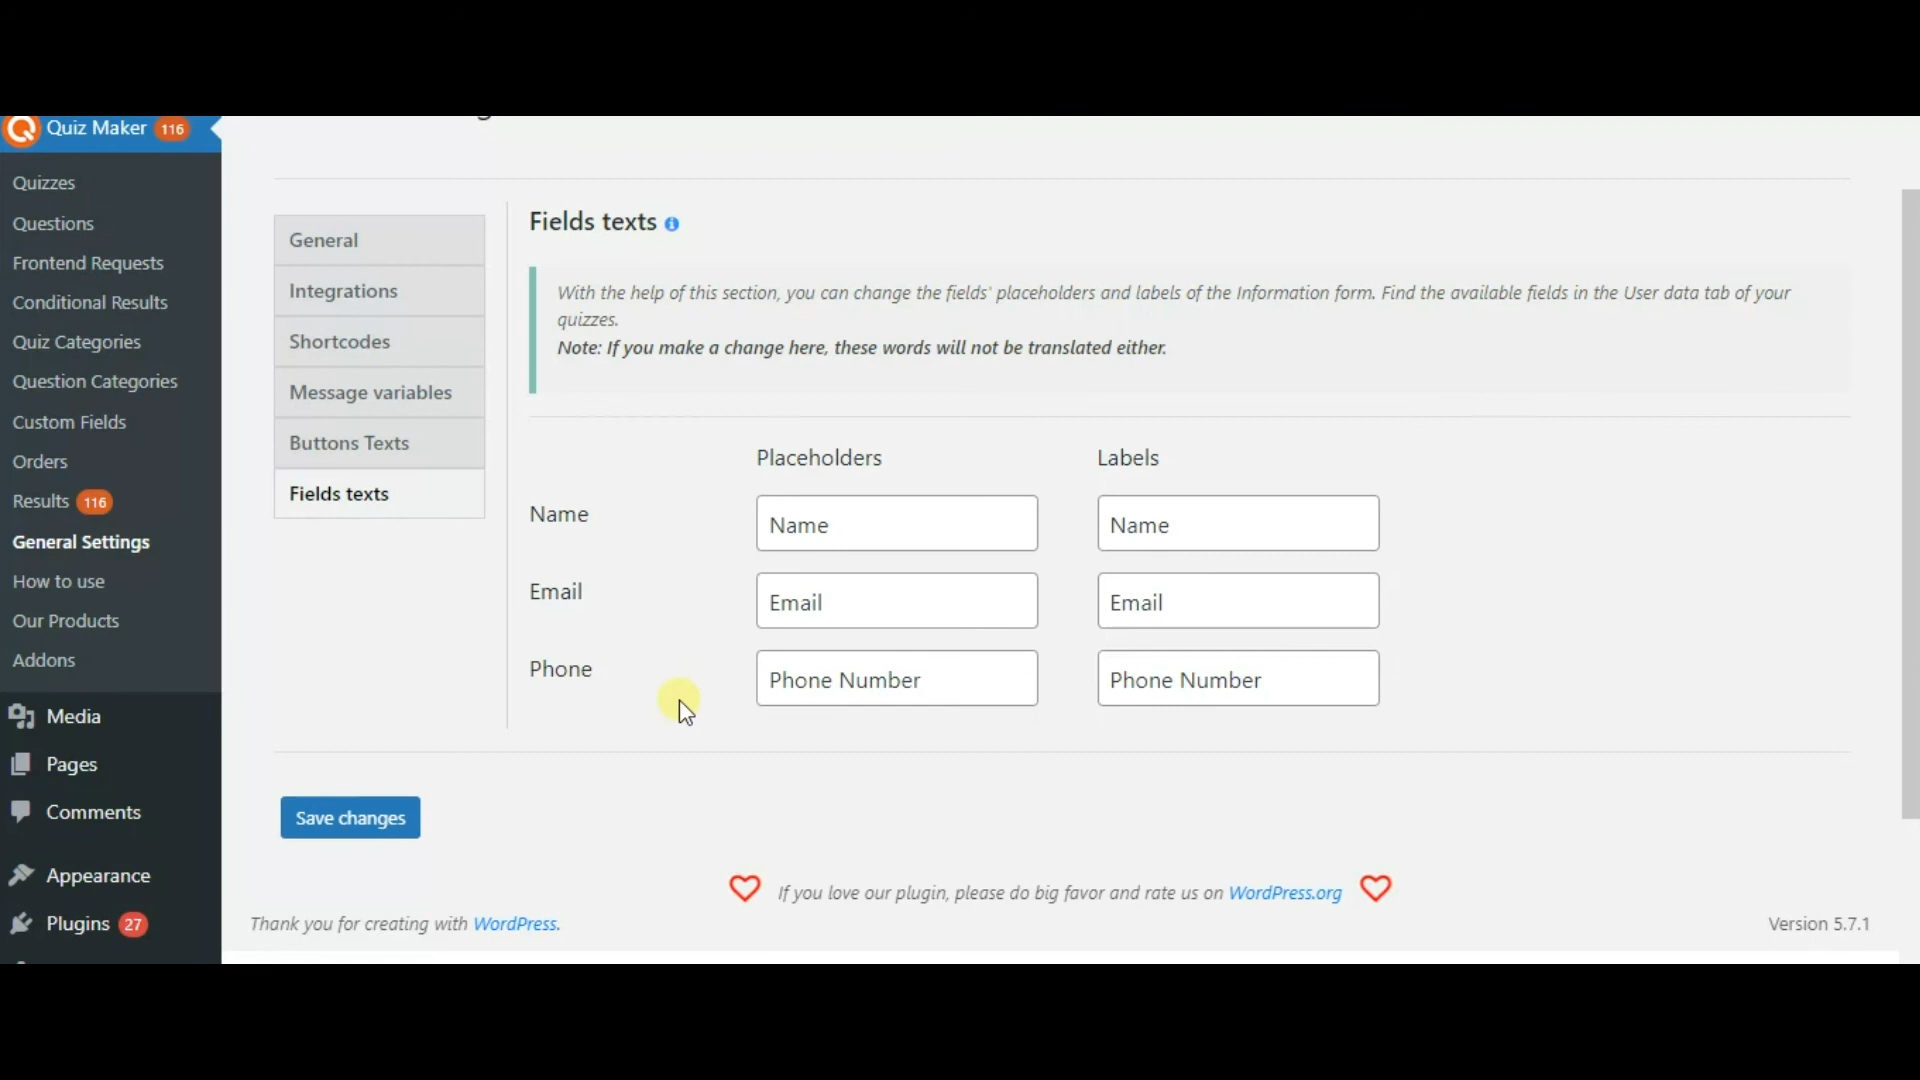 Quiz Maker 116
Quizzes
Questions
Frontend Requests
Conditional Results
Quiz Categories
Question Categories
Custom Fields
Orders
Results 116
General Settings
How to use
Our Products
Addons
Media
Pages
Comments
Appearance
Plugins 27
General
Integrations
Shortcodes
Message variables
Buttons Texts
Fields texts
Fields texts
With the help of this section, you can change the fields' placeholders and labels of the Information form. Find the available fields in the User data tab of your
quizzes.
Note: If you make a change here, these words will not be translated either.
Placeholders Labels
Name Name Name
Email Email Email
Phone Phone Number Phone Number
Save changes
If you love our plugin, please do big favor and rate us on WordPress.org
Thank you for creating with WordPress. Version 5.7.1